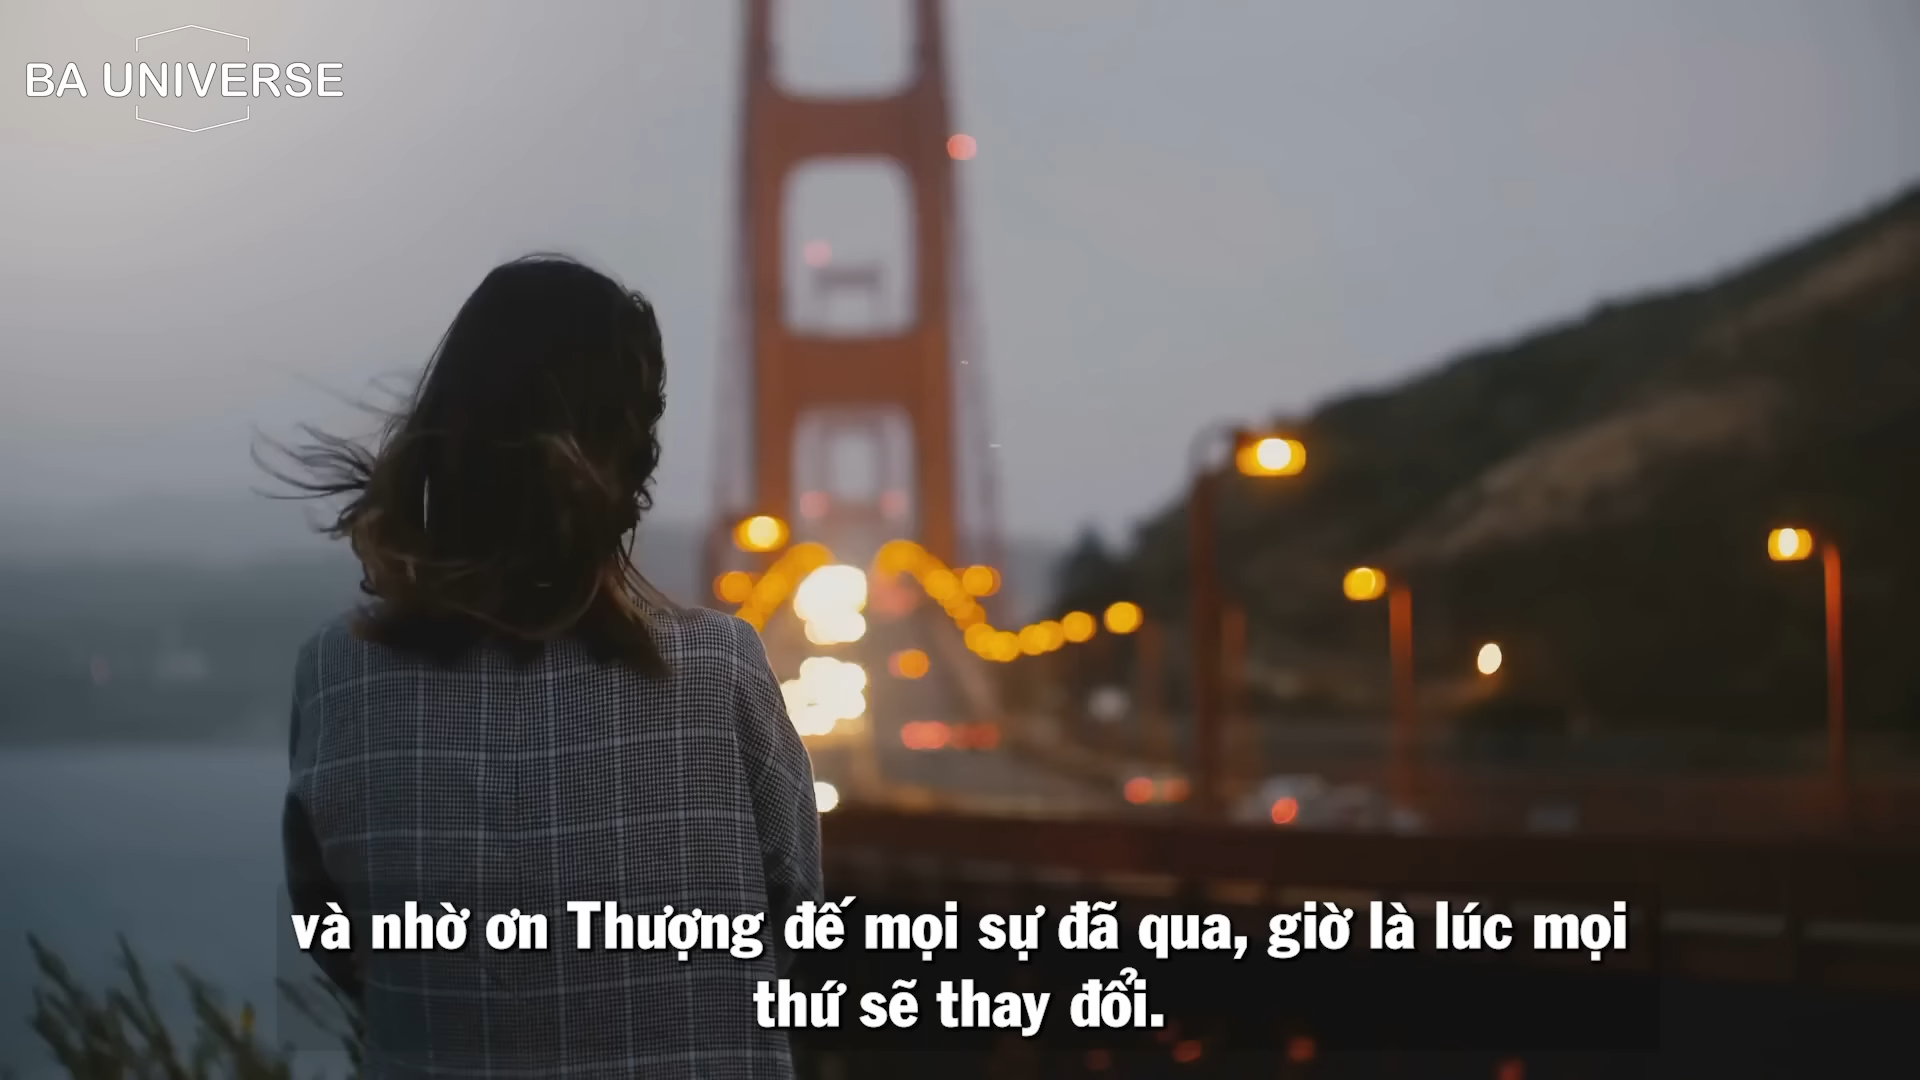 BA UNIVERSE
và nhờ ơn Thượng đế mọi sự đã qua, giờ là lúc mọi
thứ sẽ thay đổi.